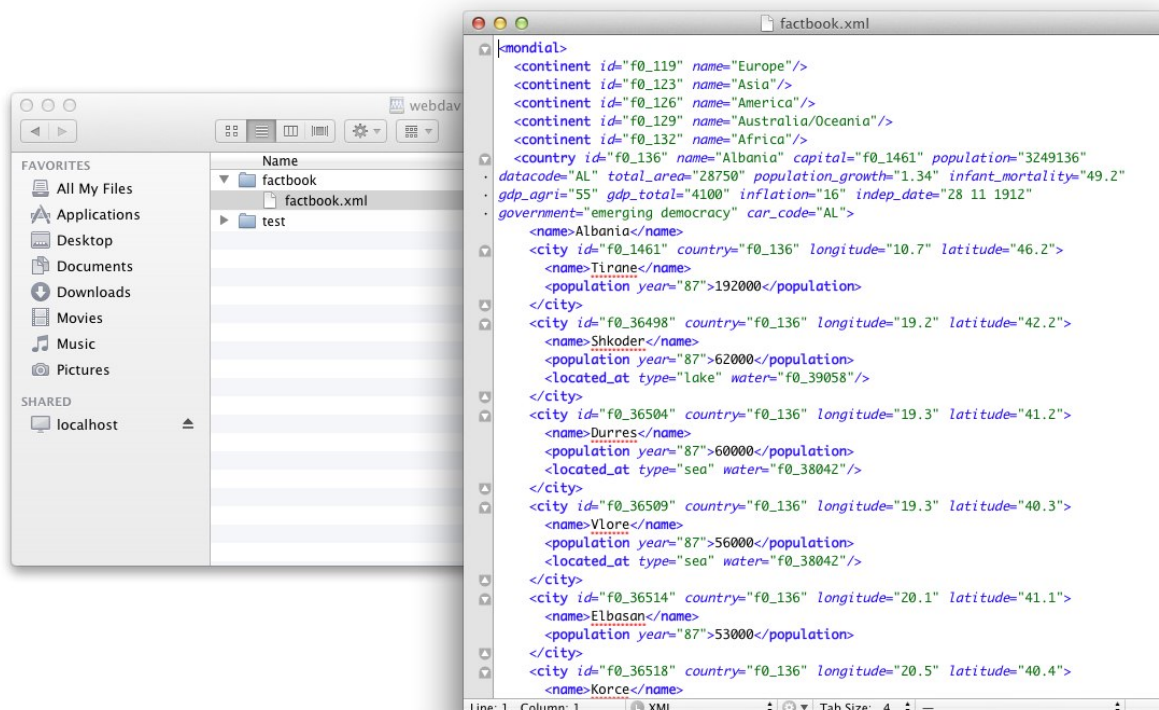 webdav
Name
FAVORITES
All My Files
Applications
Desktop
Documents
Downloads
Movies
Music
Pictures
SHARED
localhost
factbook
factbook.xml
test
factbook.xml
<mondial>
<continent id="f0_119" name="Europe"/>
<continent id="f0_123" name="Asia"/>
<continent id="f0_126" name="America"/>
<continent id="f0_129" name="Australia/Oceania"/>
<continent id="f0_132" name="Africa"/>
<country id="f0_136" name="Albania" capital="f0_1461" population="3249136"
datacode="AL" total_area="28750" population_growth="1.34" infant_mortality="49.2"
gdp_agri="55" gdp_total="4100" inflation="16" indep_date="28 11 1912"
government="emerging democracy" car_code="AL">
<name>Albania</name>
<city id="f0_1461" country="f0_136" longitude="10.7" latitude="46.2">
<name>Tirane</name>
<population year="87">192000</population>
</city>
<city id="f0_36498" country="f0_136" longitude="19.2" latitude="42.2">
<name>Shkoder</name>
<population year="87">62000</population>
<located_at type="lake" water="f0_39058"/>
</city>
<city id="f0_36504" country="f0_136" longitude="19.3" latitude="41.2">
<name>Durres</name>
<population year="87">60000</population>
<located_at type="sea" water="f0_38042"/>
</city>
<city id="f0_36509" country="f0_136" longitude="19.3" latitude="40.3">
<name>Vlore</name>
<population year="87">56000</population>
<located_at type="sea" water="f0_38042"/>
</city>
<city id="f0_36514" country="f0_136" longitude="20.1" latitude="41.1">
<name>Elbasan</name>
<population year="87">53000</population>
</city>
<city id="f0_36518" country="f0_136" longitude="20.5" latitude="40.4">
<name>Korce</name>
Line: 1 Column: 1 L XML Tab Size: 4 —